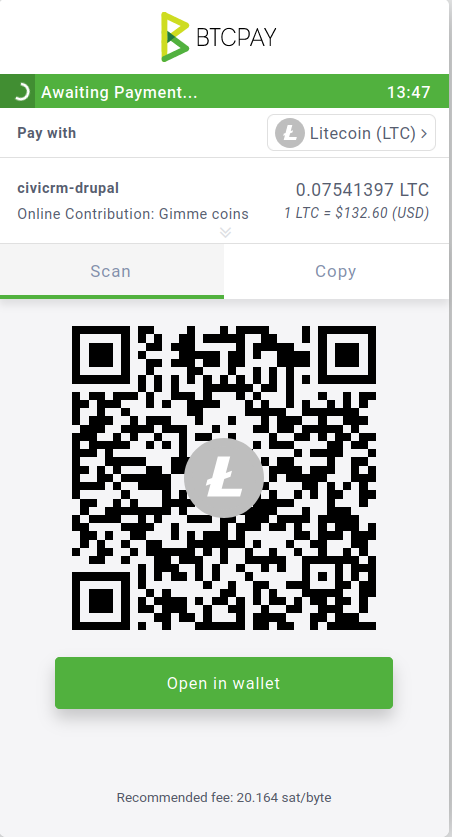 BTCPAY
Awaiting Payment... 13:47
Pay with Litecoin (LTC)
civicrm-drupal 0.07541397 LTC
Online Contribution: Gimme coins 1 LTC = $132.60 (USD)
Scan Copy
Open in wallet
Recommended fee: 20.164 sat/byte